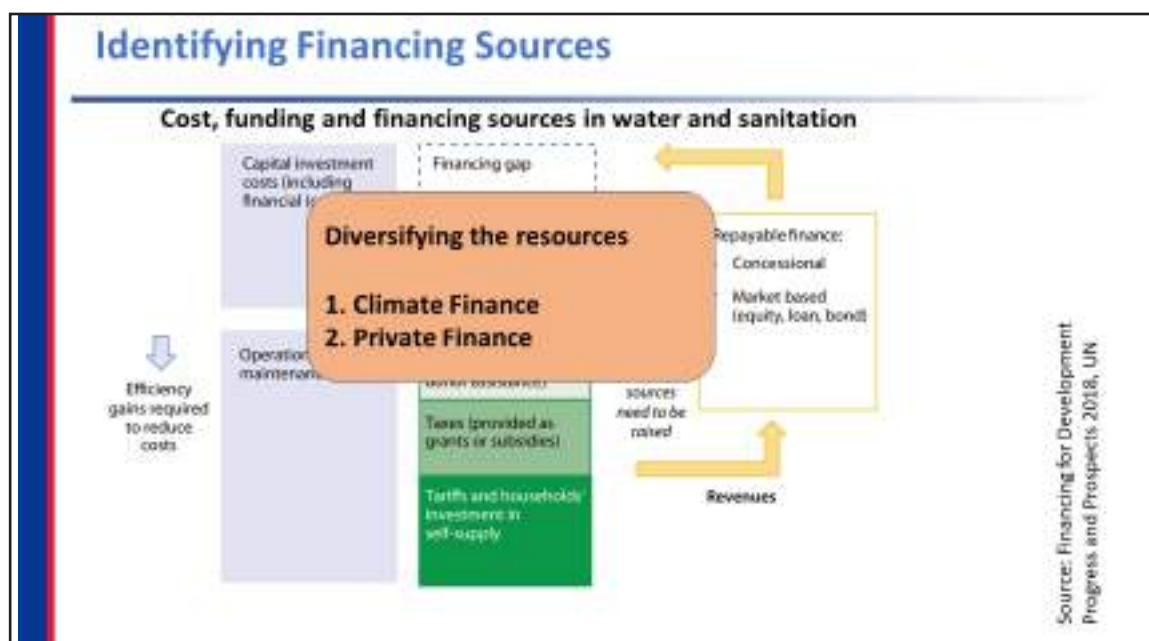 Identifying Financing Sources
Cost, funding and financing sources in water and sanitation
Capital investment
costs (including
financial
Financing gap
Diversifying the resources
1. Climate Finance
2. Private Finance
Repayable finance:
Concessional
Market based
(equity, loan, bond)
Operation
maintenan
Efficiency
gains required
to reduce
costs
donor assistance)
Taxes (provided as
grants or subsidies)
Tariffs and households'
investment in
self-supply
sources
need to be
raised
Revenues
Source: Financing for Development
Progress and Prospects 2018, UN